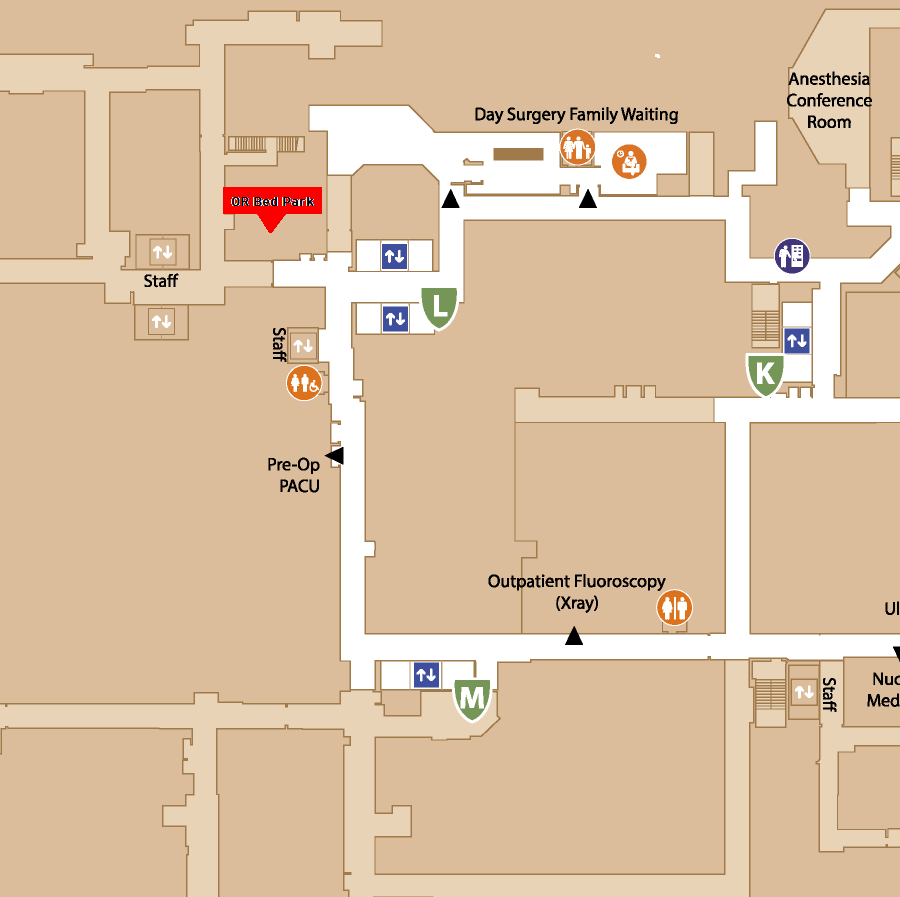 Day Surgery Family Waiting
Anesthesia
Conference
Room
OR Bed Park
Staff
L
Staff
K
Pre-Op
PACU
Outpatient Fluoroscopy
(Xray)
Ul
M
Staff
Nuc
Med